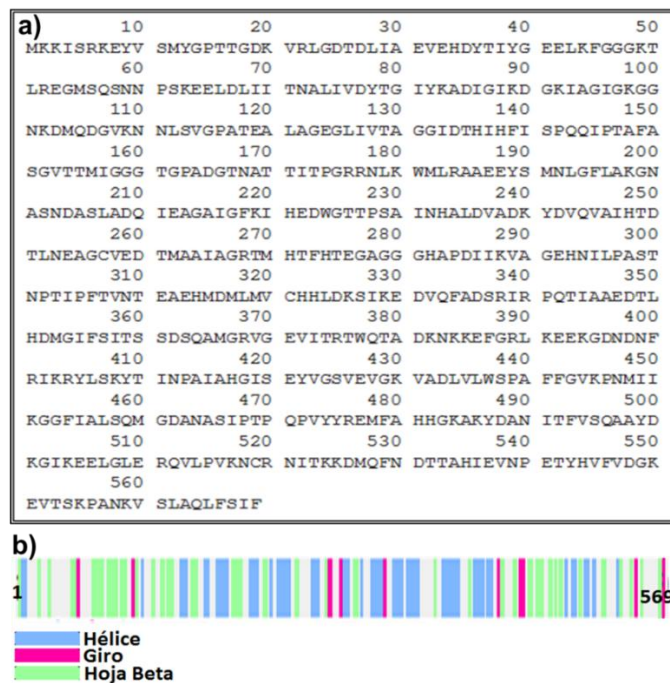 a)
10 20 30 40 50
MKKISRKEYV SMYGPTTGDK VRLGDTDLIA EVEHDYTIYG EELKFGGGKT
60 70 80 90 100
LREGMSQSNN PSKEELDLII TNALIVDYTG IYKADIGIKD GKIAGIGKGG
110 120 130 140 150
NKDMQDGVKN NLSVGPATEA LAGEGLIVTA GGIDTHIHFI SPQQIPTAFA
160 170 180 190 200
SGVTTMIGGG TGPADGTNAT TITPGRRNLK WMLRAAEEYS MNLGFLAKGN
210 220 230 240 250
ASNDASLADQ IEAGAIGFKI HEDWGTTPSA INHALDVADK YDVQVAIHTD
260 270 280 290 300
TLNEAGCVED TMAAIAGRTM HTFHTEGAGG GHAPDIIKVA GEHNILPAST
310 320 330 340 350
NPTIPFTVNT EAEHMDMLMV CHHLDKSIKE DVQFADSRIR PQTIAAEDTL
360 370 380 390 400
HDMGIFSITS SDSQAMGRVG EVITRTWQTA DKNKKEFGRL KEEKGDNDNF
410 420 430 440 450
RIKRYLSKYT INPAIAHGIS EYVGSVEVGK VADLVLWSPA FFGVKPNMII
460 470 480 490 500
KGGFIALSQM GDANASIPTP QPVYYREMFA HHGKAKYDAN ITFVSQAAYD
510 520 530 540 550
KGIKEELGLE RQVLPVKNCR NITKKDMQFN DTTAHIEVNP ETYHVFVDGK
560
EVTSKPANKV SLAQLFSIF
b)
1 569
Hélice
Giro
Hoja Beta